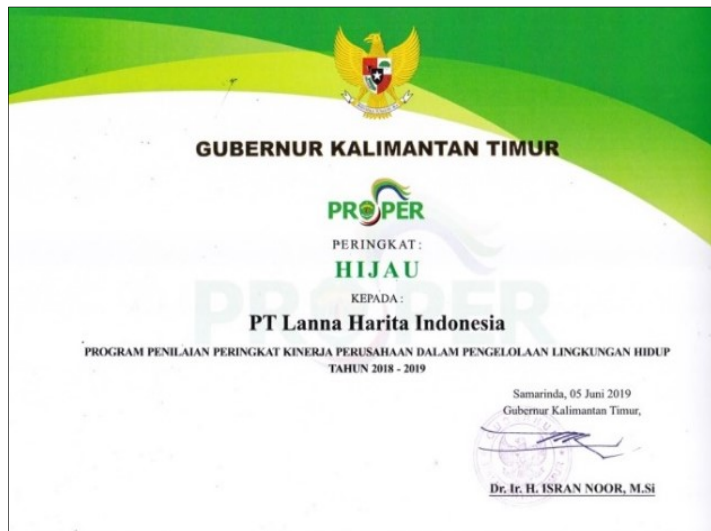 GUBERNUR KALIMANTAN TIMUR
PROPER
PERINGKAT :
HIJAU
KEPADA :
PT Lanna Harita Indonesia
PROGRAM PENILAIAN PERINGKAT KINERJA PERUSAHAAN DALAM PENGELOLAAN LINGKUNGAN HIDUP
TAHUN 2018 - 2019
Samarinda, 05 Juni 2019
Gubernur Kalimantan Timur,
Dr. Ir. H. ISRAN NOOR, M.Si